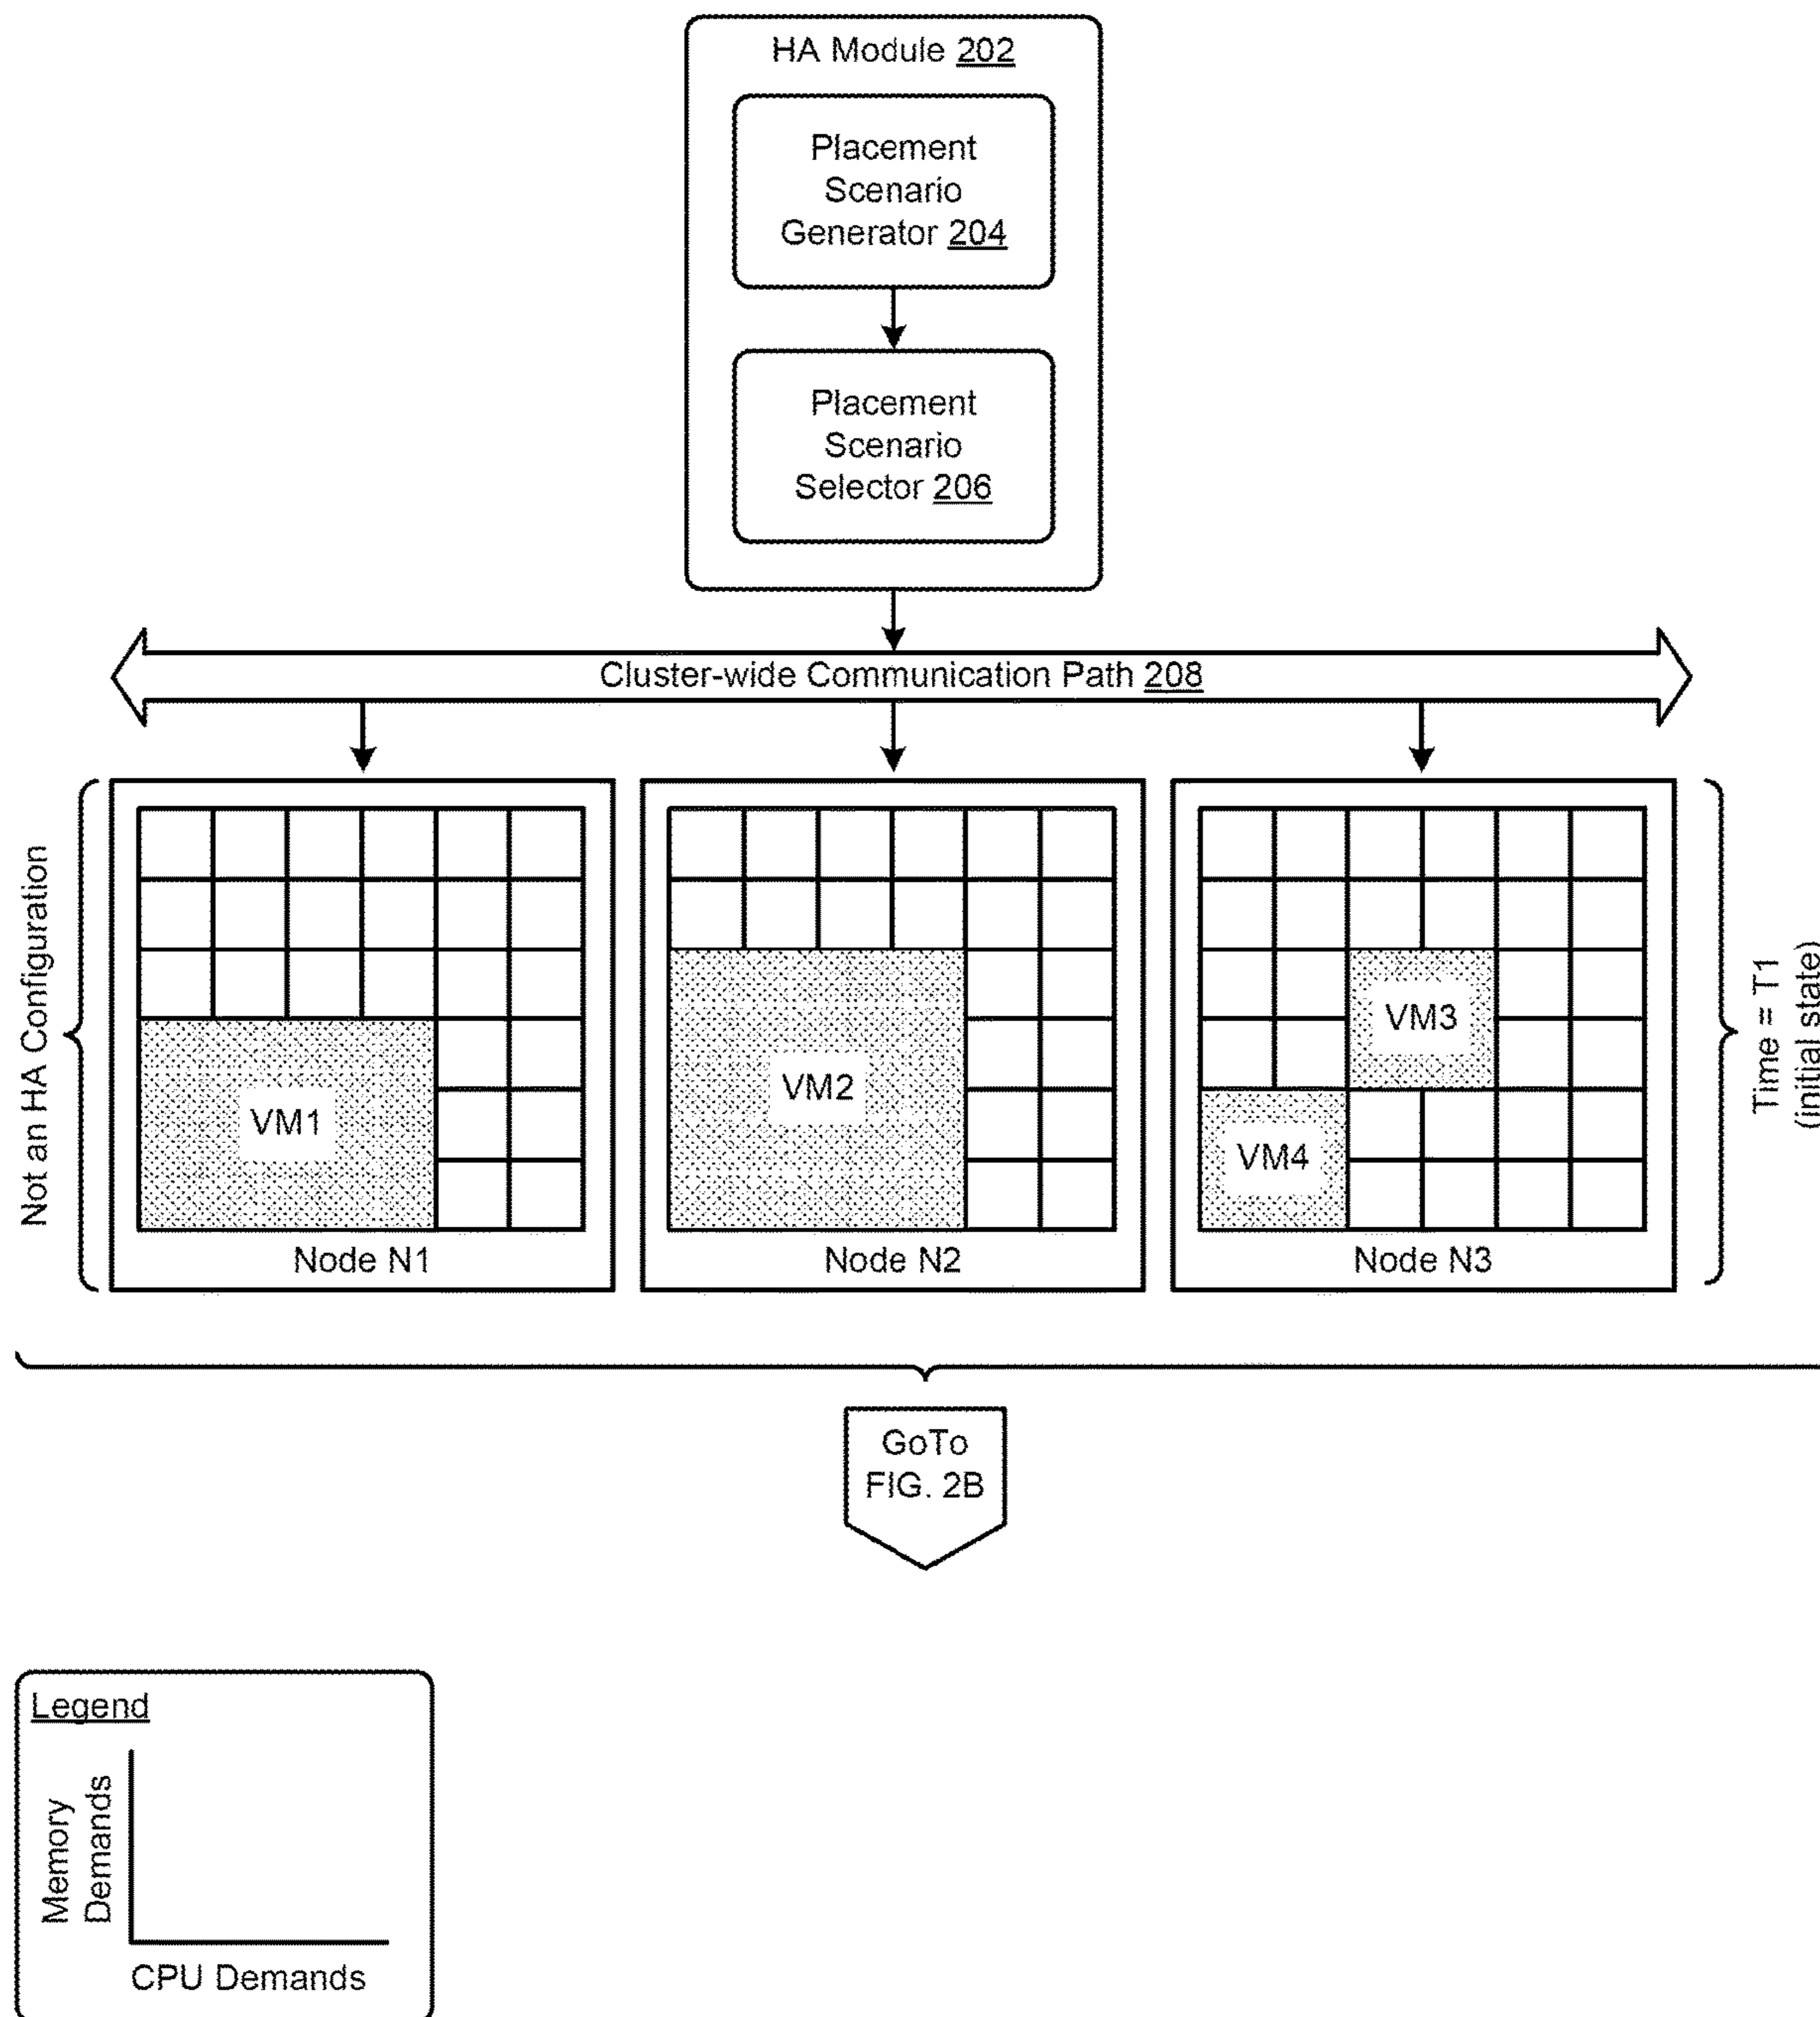 HA Module 202
Placement
Scenario
Generator 204
Placement
Scenario
Selector 206
Cluster-wide Communication Path 208
Not an HA Configuration
VM1
Node N1
VM2
Node N2
VM3
VM4
Node N3
Time = T1
(initial state)
GoTo
FIG. 2B
Legend
Memory
Demands
CPU Demands